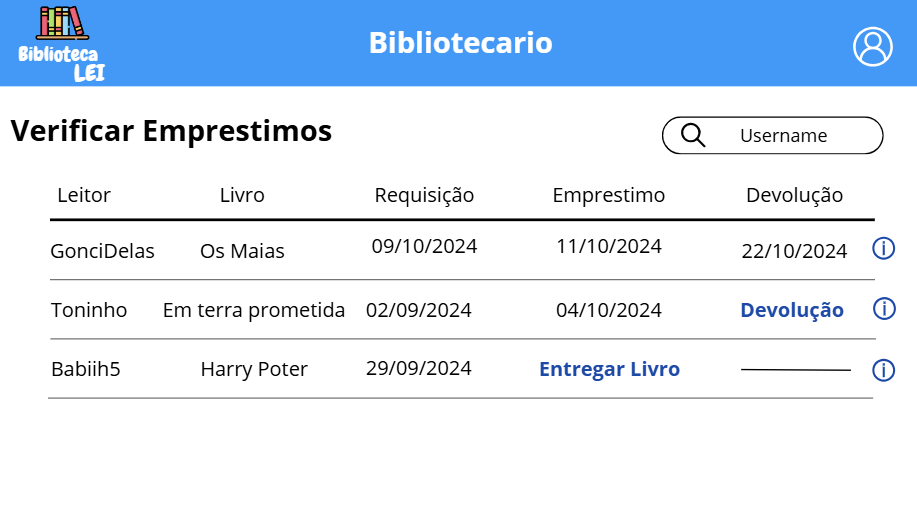 Biblioteca
LEI
Bibliotecario
Verificar Emprestimos
Username
Leitor Livro Requisição Emprestimo Devolução
GonciDelas Os Maias 09/10/2024 11/10/2024 22/10/2024
Toninho Em terra prometida 02/09/2024 04/10/2024 Devolução
Babiih5 Harry Poter 29/09/2024 Entregar Livro